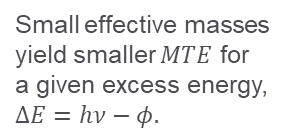 Small effective masses
yield smaller MTE for
a given excess energy,
ΔE = hν − ϕ.